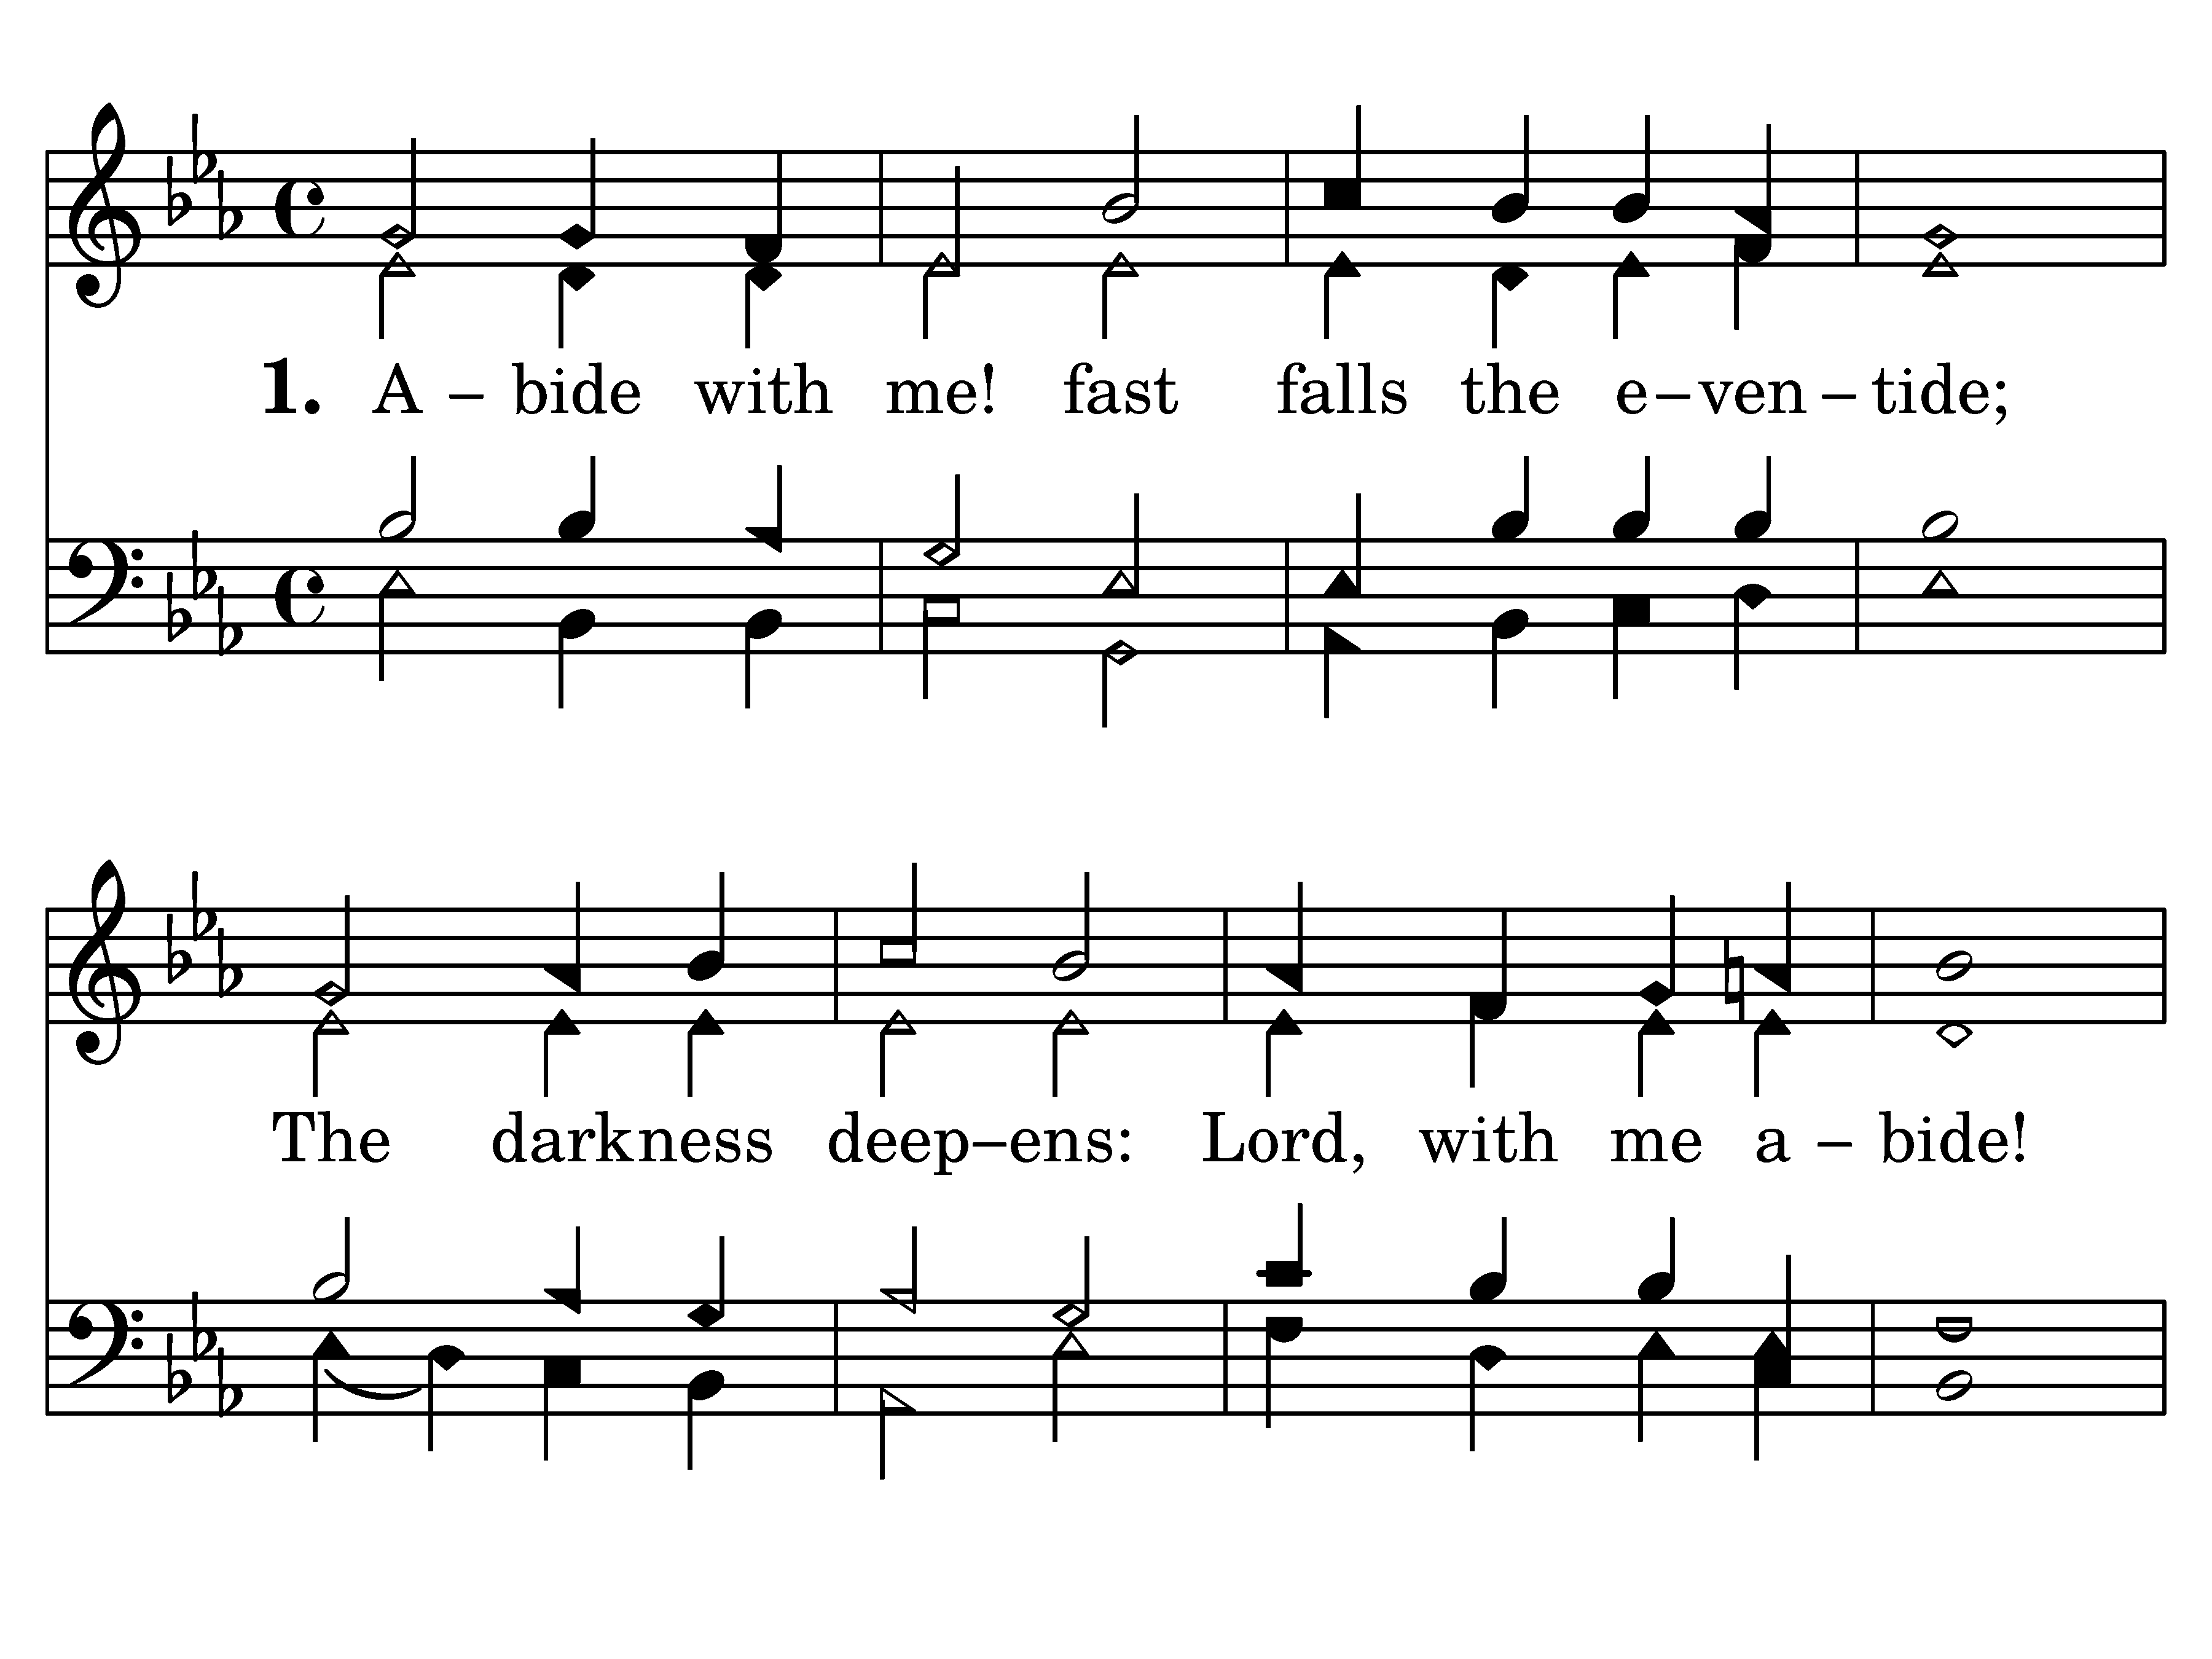 1. A – bide with me! fast falls the e–ven–tide;
The darkness deep–ens: Lord, with me a – bide!